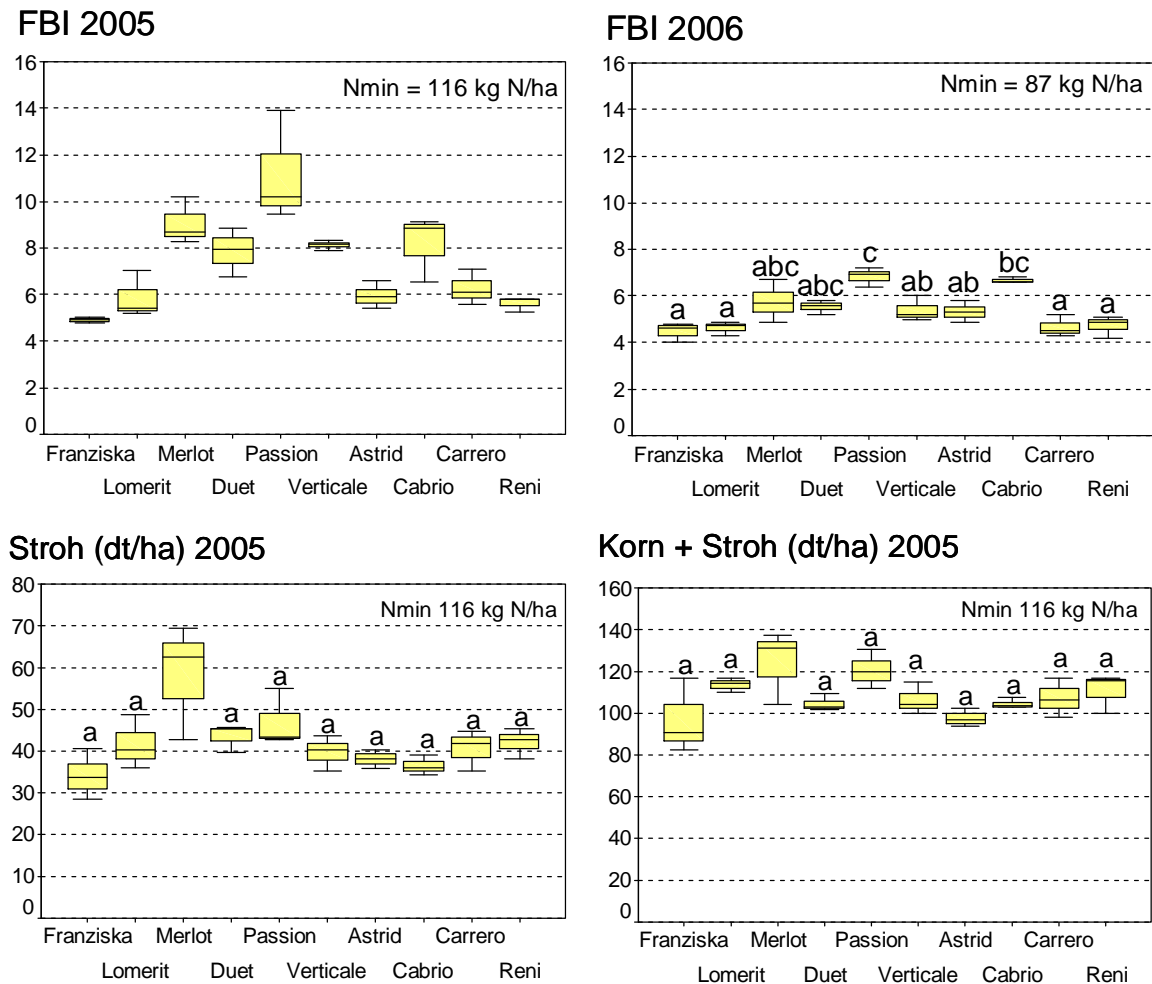 FBI 2005
16
14
12
10
8
6
4
2
0
Nmin = 116 kg N/ha
Franziska Merlot Passion Astrid Carrero
Lomerit Duet Verticale Cabrio Reni
FBI 2006
16
14
12
10
8
6
4
2
0
Nmin = 87 kg N/ha
a a abc abc c ab ab bc a a
Franziska Merlot Passion Astrid Carrero
Lomerit Duet Verticale Cabrio Reni
Stroh (dt/ha) 2005
80
70
60
50
40
30
20
10
0
Nmin 116 kg N/ha
a a a a a a a a a
Franziska Merlot Passion Astrid Carrero
Lomerit Duet Verticale Cabrio Reni
Korn + Stroh (dt/ha) 2005
160
140
120
100
80
60
40
20
0
Nmin 116 kg N/ha
a a a a a a a a a
Franziska Merlot Passion Astrid Carrero
Lomerit Duet Verticale Cabrio Reni